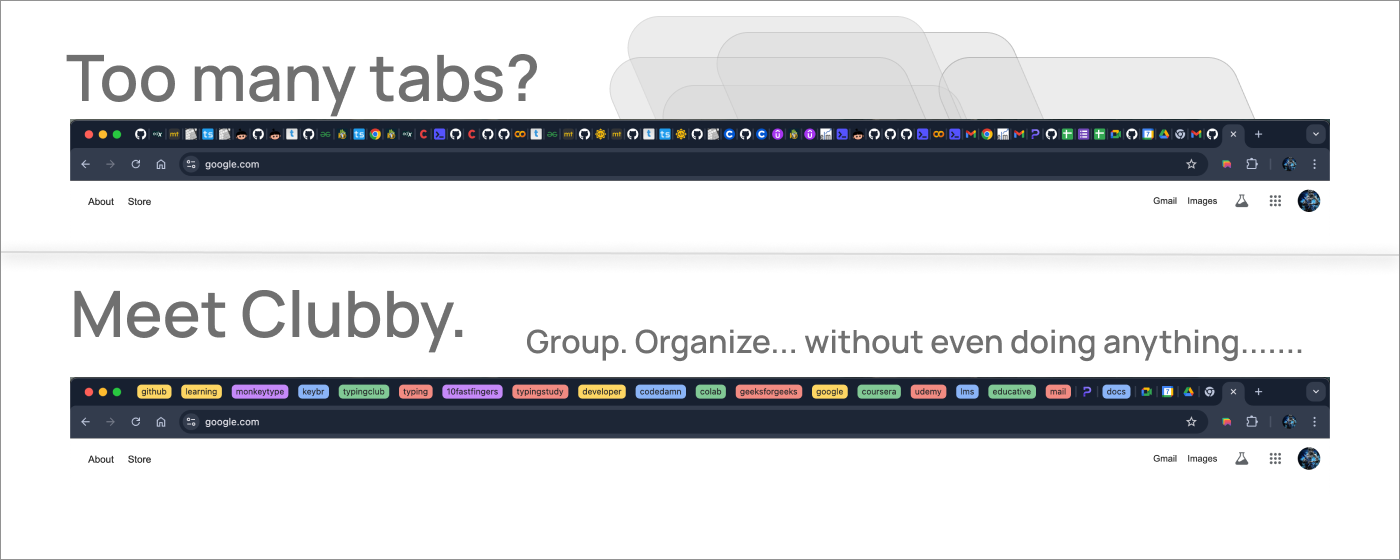 Too many tabs?
google.com
About Store
Gmail Images
Meet Clubby.
Group. Organize... without even doing anything.......
github learning monkeytype keybr typingclub typing 10fastfingers typingstudy developer codedamn colab geeksforgeeks google coursera udemy lms educative mail docs
google.com
About Store
Gmail Images